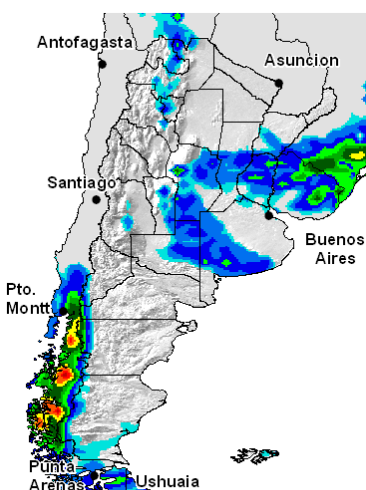 Antofagasta
Asuncion
Santiago
Buenos
Aires
Pto.
Montt
Punta
Arenas
Ushuaia